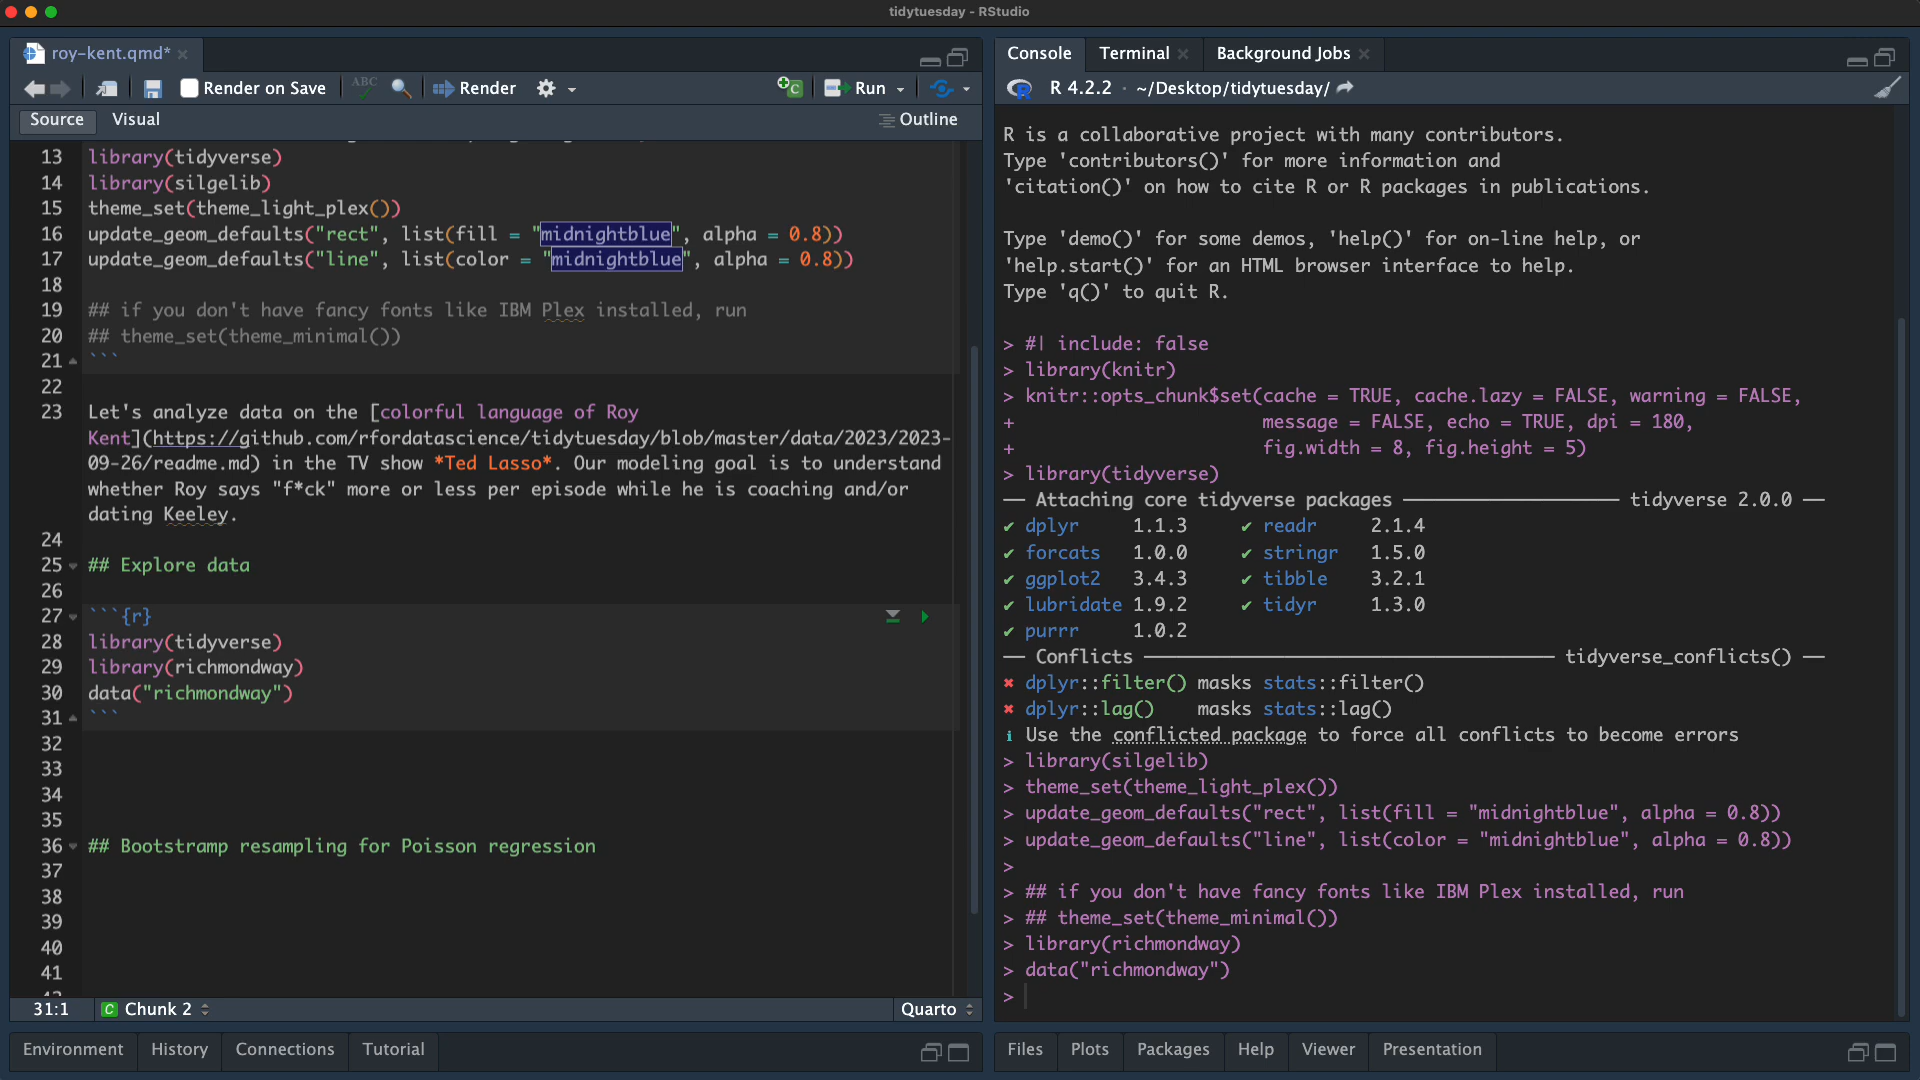 tidytuesday - RStudio
roy-kent.qmd*
Render on Save
ABC
Render
Run
Source
Visual
Outline
13 library(tidyverse)
14 library(silgelib)
15 theme_set(theme_light_plex())
16 update_geom_defaults("rect", list(fill = "midnightblue", alpha = 0.8))
17 update_geom_defaults("line", list(color = "midnightblue", alpha = 0.8))
18
19 ## if you don't have fancy fonts like IBM Plex installed, run
20 ## theme_set(theme_minimal())
21 ```
22
23 Let's analyze data on the [colorful language of Roy
Kent](https://github.com/rfordatascience/tidytuesday/blob/master/data/2023/2023-
09-26/readme.md) in the TV show *Ted Lasso*. Our modeling goal is to understand
whether Roy says "f*ck" more or less per episode while he is coaching and/or
dating Keeley.
24
25 ## Explore data
26
27 ```{r}
28 library(tidyverse)
29 library(richmondway)
30 data("richmondway")
31 ```
32
33
34
35
36 ## Bootstramp resampling for Poisson regression
37
38
39
40
41
31:1
C Chunk 2
Quarto
Environment
History
Connections
Tutorial
Console
Terminal
Background Jobs
R 4.2.2 · ~/Desktop/tidytuesday/
R is a collaborative project with many contributors.
Type 'contributors()' for more information and
'citation()' on how to cite R or R packages in publications.
Type 'demo()' for some demos, 'help()' for on-line help, or
'help.start()' for an HTML browser interface to help.
Type 'q()' to quit R.
> #| include: false
> library(knitr)
> knitr::opts_chunk$set(cache = TRUE, cache.lazy = FALSE, warning = FALSE,
+ message = FALSE, echo = TRUE, dpi = 180,
+ fig.width = 8, fig.height = 5)
> library(tidyverse)
── Attaching core tidyverse packages ──────────────────── tidyverse 2.0.0 ──
✔ dplyr 1.1.3 ✔ readr 2.1.4
✔ forcats 1.0.0 ✔ stringr 1.5.0
✔ ggplot2 3.4.3 ✔ tibble 3.2.1
✔ lubridate 1.9.2 ✔ tidyr 1.3.0
✔ purrr 1.0.2
── Conflicts ────────────────────────────────────── tidyverse_conflicts() ──
✖ dplyr::filter() masks stats::filter()
✖ dplyr::lag() masks stats::lag()
ℹ Use the conflicted package to force all conflicts to become errors
> library(silgelib)
> theme_set(theme_light_plex())
> update_geom_defaults("rect", list(fill = "midnightblue", alpha = 0.8))
> update_geom_defaults("line", list(color = "midnightblue", alpha = 0.8))
>
> ## if you don't have fancy fonts like IBM Plex installed, run
> ## theme_set(theme_minimal())
> library(richmondway)
> data("richmondway")
>
Files
Plots
Packages
Help
Viewer
Presentation